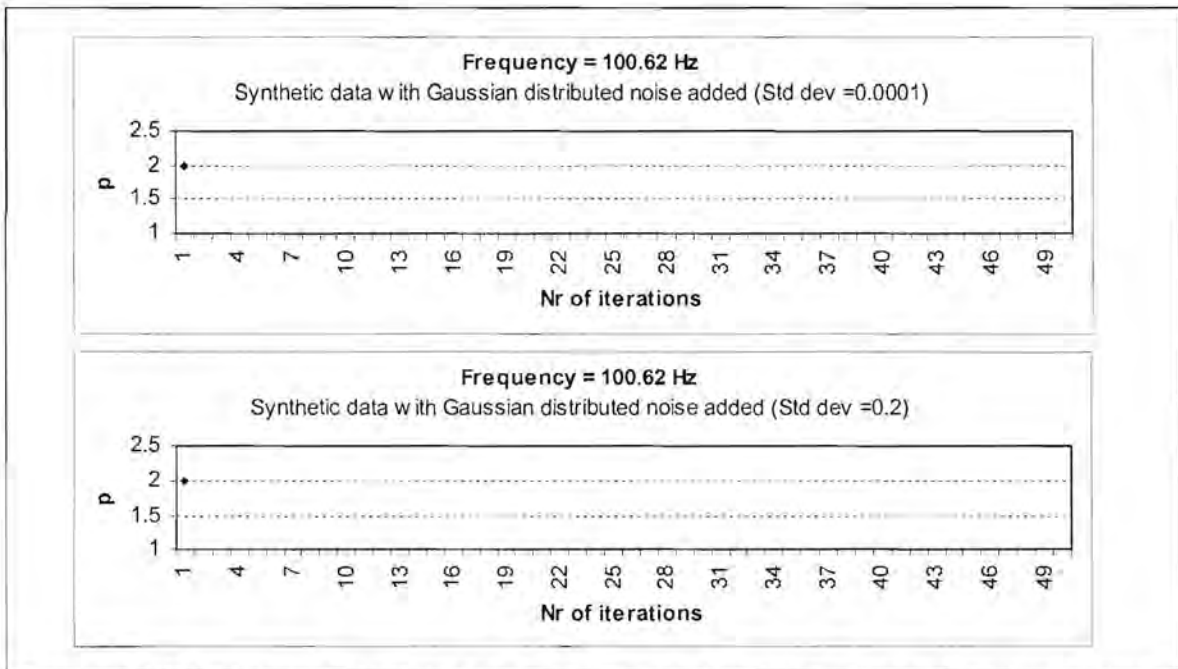 Frequency = 100.62 Hz
Synthetic data with Gaussian distributed noise added (Std dev =0.0001)
2.5
2
1.5
1
p
1 4 7 10 13 16 19 22 25 28 31 34 37 40 43 46 49
Nr of iterations
Frequency = 100.62 Hz
Synthetic data with Gaussian distributed noise added (Std dev =0.2)
2.5
2
1.5
1
p
1 4 7 10 13 16 19 22 25 28 31 34 37 40 43 46 49
Nr of iterations